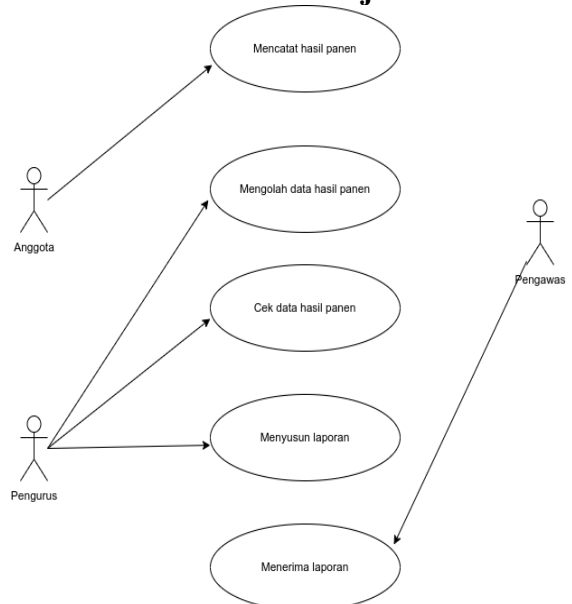 Mencatat hasil panen
Mengolah data hasil panen
Anggota
Pengawas
Cek data hasil panen
Menyusun laporan
Pengurus
Menerima laporan